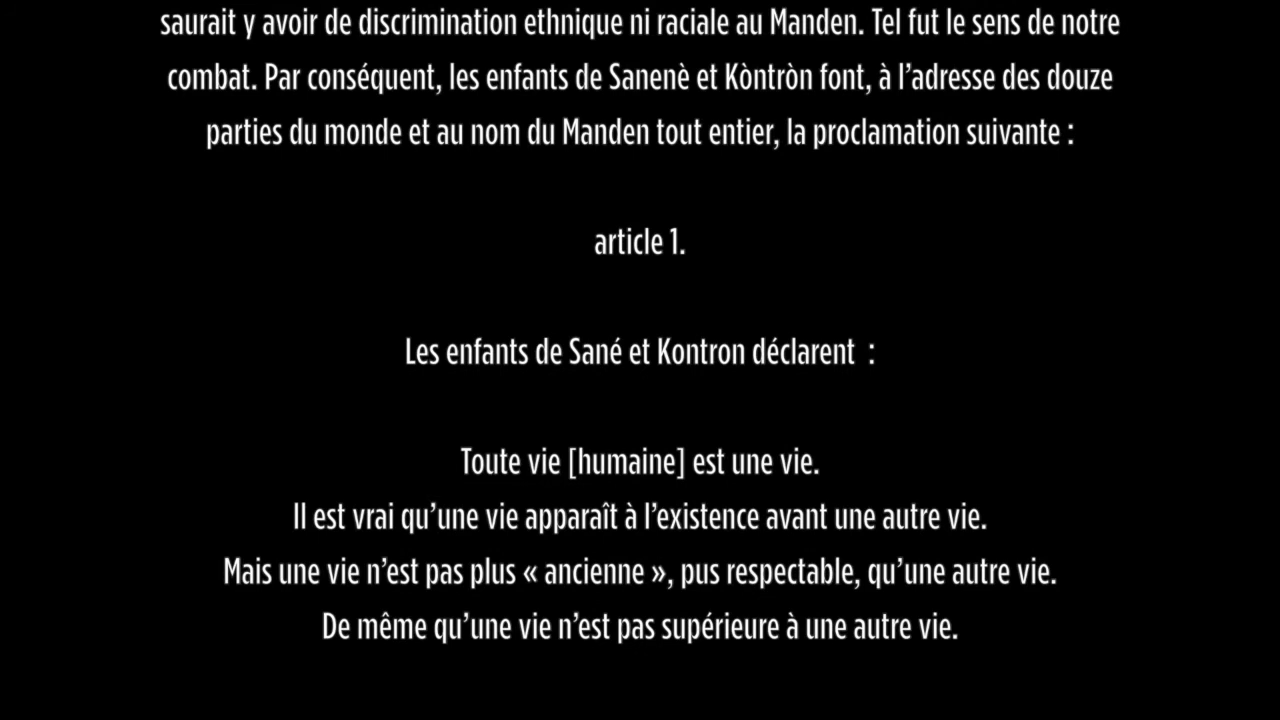 saurait y avoir de discrimination ethnique ni raciale au Manden. Tel fut le sens de notre
combat. Par conséquent, les enfants de Sanenè et Kòntròn font, à l’adresse des douze
parties du monde et au nom du Manden tout entier, la proclamation suivante :
article 1.
Les enfants de Sané et Kontron déclarent :
Toute vie [humaine] est une vie.
Il est vrai qu’une vie apparaît à l’existence avant une autre vie.
Mais une vie n’est pas plus « ancienne », pus respectable, qu’une autre vie.
De même qu’une vie n’est pas supérieure à une autre vie.